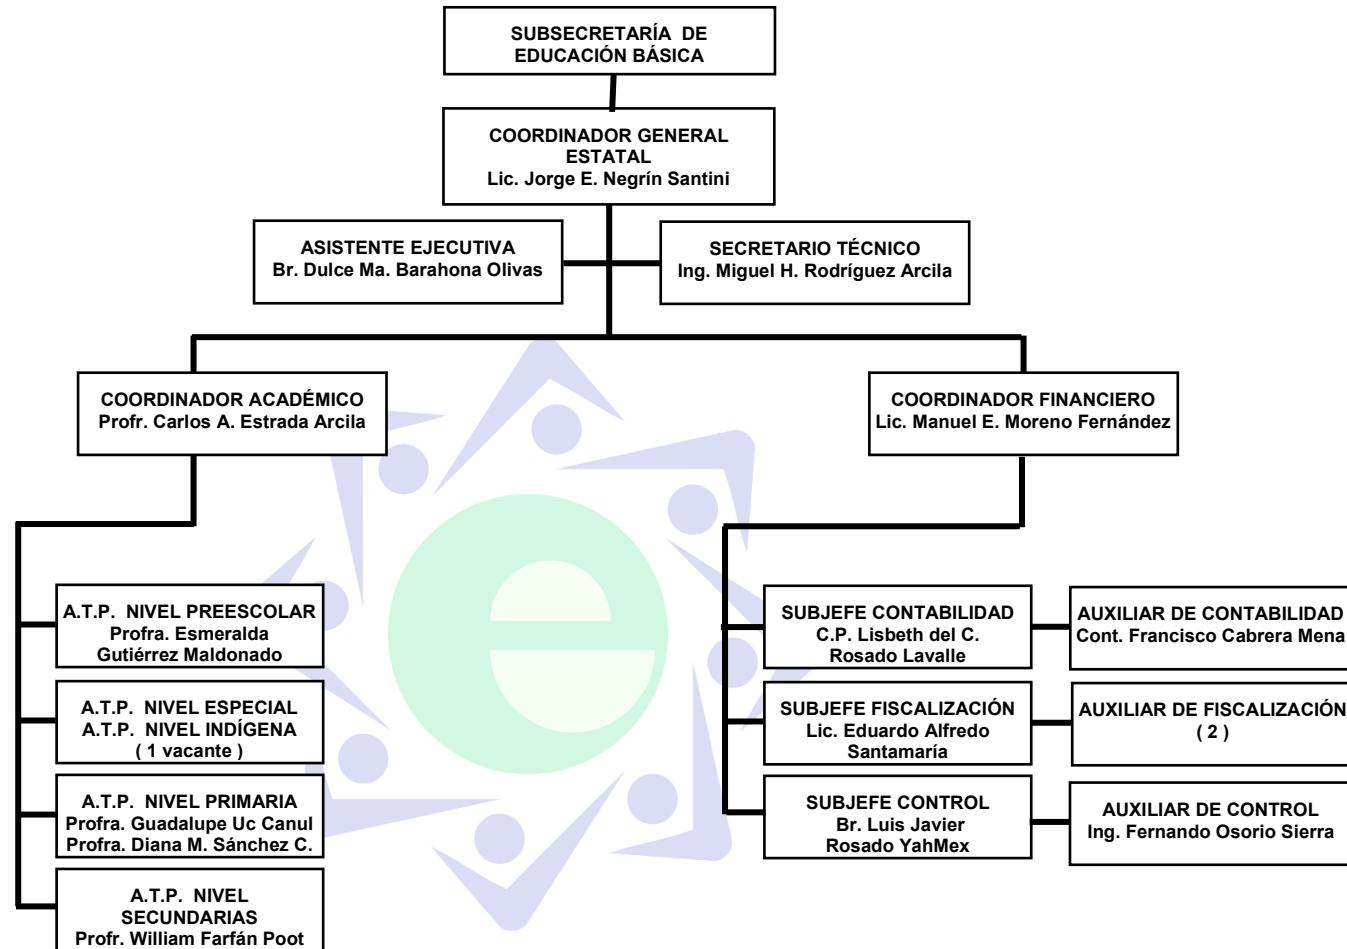 SUBSECRETARÍA DE
EDUCACIÓN BÁSICA
COORDINADOR GENERAL
ESTATAL
Lic. Jorge E. Negrín Santini
ASISTENTE EJECUTIVA
Br. Dulce Ma. Barahona Olivas
SECRETARIO TÉCNICO
Ing. Miguel H. Rodríguez Arcila
COORDINADOR ACADÉMICO
Profr. Carlos A. Estrada Arcila
COORDINADOR FINANCIERO
Lic. Manuel E. Moreno Fernández
A.T.P. NIVEL PREESCOLAR
Profra. Esmeralda
Gutiérrez Maldonado
A.T.P. NIVEL ESPECIAL
A.T.P. NIVEL INDÍGENA
( 1 vacante )
A.T.P. NIVEL PRIMARIA
Profra. Guadalupe Uc Canul
Profra. Diana M. Sánchez C.
A.T.P. NIVEL
SECUNDARIAS
Profr. William Farfán Poot
SUBJEFE CONTABILIDAD
C.P. Lisbeth del C.
Rosado Lavalle
AUXILIAR DE CONTABILIDAD
Cont. Francisco Cabrera Mena
SUBJEFE FISCALIZACIÓN
Lic. Eduardo Alfredo
Santamaría
AUXILIAR DE FISCALIZACIÓN
( 2 )
SUBJEFE CONTROL
Br. Luis Javier
Rosado YahMex
AUXILIAR DE CONTROL
Ing. Fernando Osorio Sierra
e